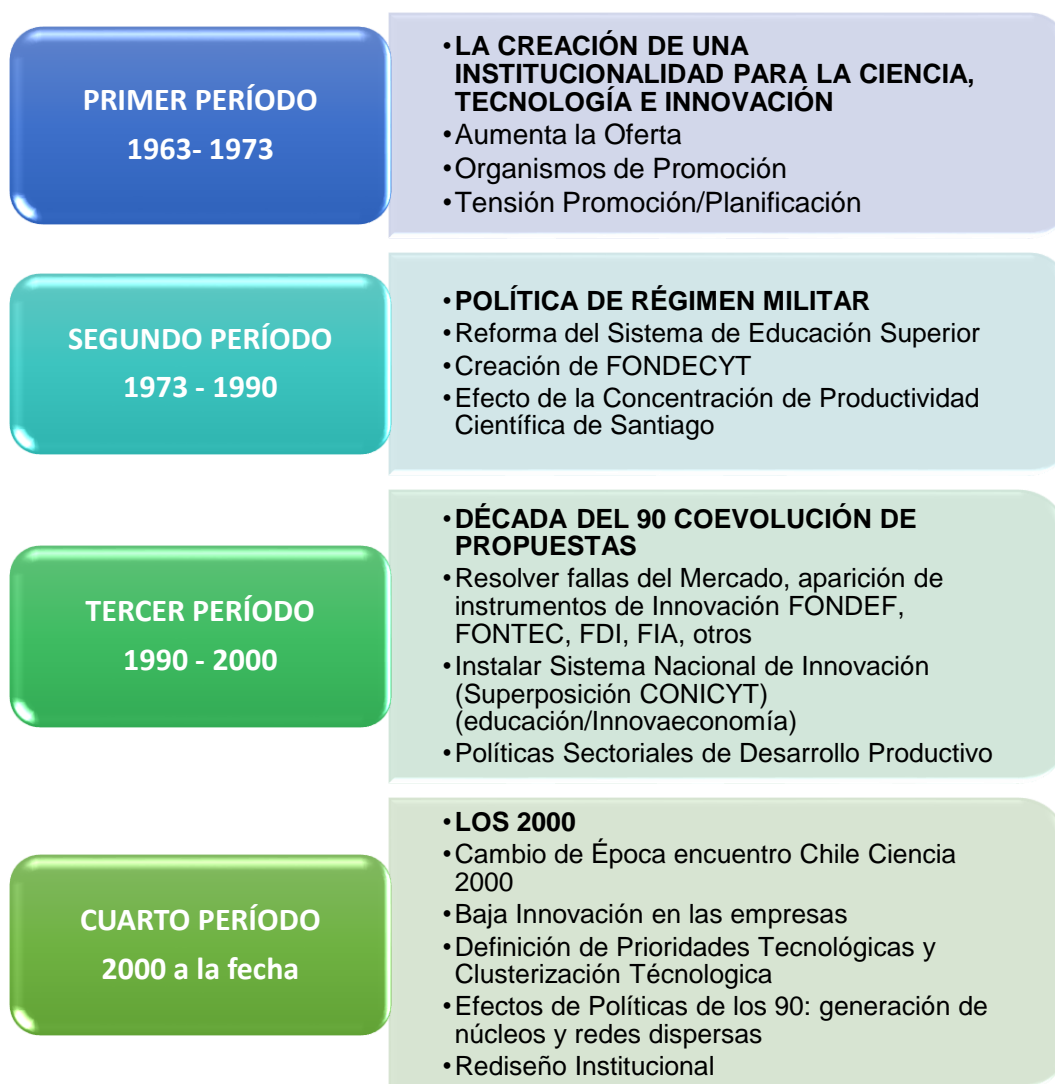 PRIMER PERÍODO
1963- 1973
•LA CREACIÓN DE UNA
INSTITUCIONALIDAD PARA LA CIENCIA,
TECNOLOGÍA E INNOVACIÓN
•Aumenta la Oferta
•Organismos de Promoción
•Tensión Promoción/Planificación
SEGUNDO PERÍODO
1973 - 1990
•POLÍTICA DE RÉGIMEN MILITAR
•Reforma del Sistema de Educación Superior
•Creación de FONDECYT
•Efecto de la Concentración de Productividad
Científica de Santiago
TERCER PERÍODO
1990 - 2000
•DÉCADA DEL 90 COEVOLUCIÓN DE
PROPUESTAS
•Resolver fallas del Mercado, aparición de
instrumentos de Innovación FONDEF,
FONTEC, FDI, FIA, otros
•Instalar Sistema Nacional de Innovación
(Superposición CONICYT)
(educación/Innovaeconomía)
•Políticas Sectoriales de Desarrollo Productivo
CUARTO PERÍODO
2000 a la fecha
•LOS 2000
•Cambio de Época encuentro Chile Ciencia
2000
•Baja Innovación en las empresas
•Definición de Prioridades Tecnológicas y
Clusterización Técnologica
•Efectos de Políticas de los 90: generación de
núcleos y redes dispersas
•Rediseño Institucional